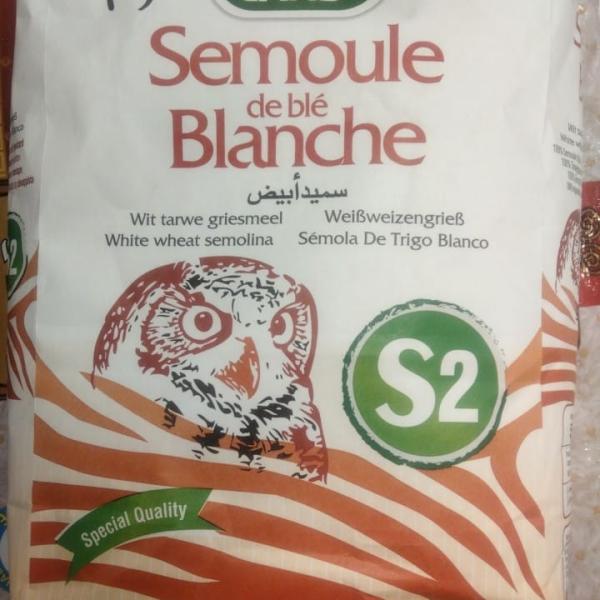 Semoule
de blé
Blanche
سميد أبيض
Wit tarwe griesmeel Weißweizengrieß
White wheat semolina Sémola De Trigo Blanco
S2
Special Quality